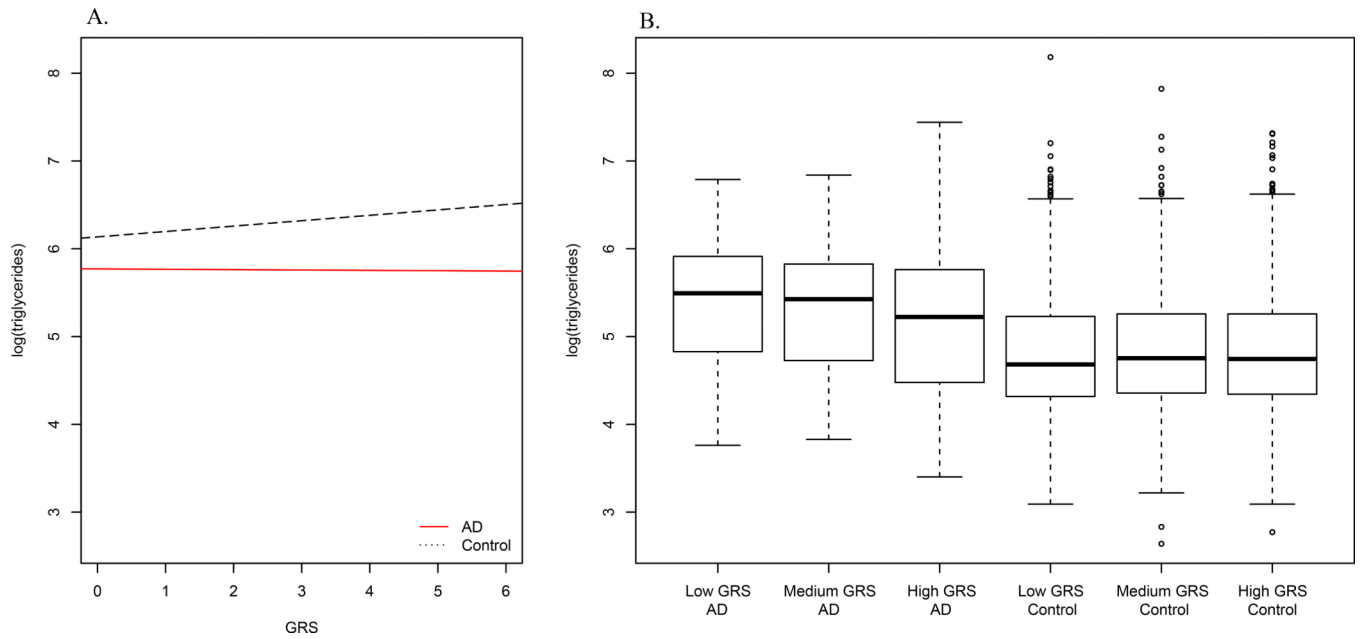 A.
log(triglycerides)
8
7
6
5
4
3
AD
Control
0 1 2 3 4 5 6
GRS
B.
log(triglycerides)
8
7
6
5
4
3
Low GRS Medium GRS High GRS Low GRS Medium GRS High GRS
AD AD AD Control Control Control